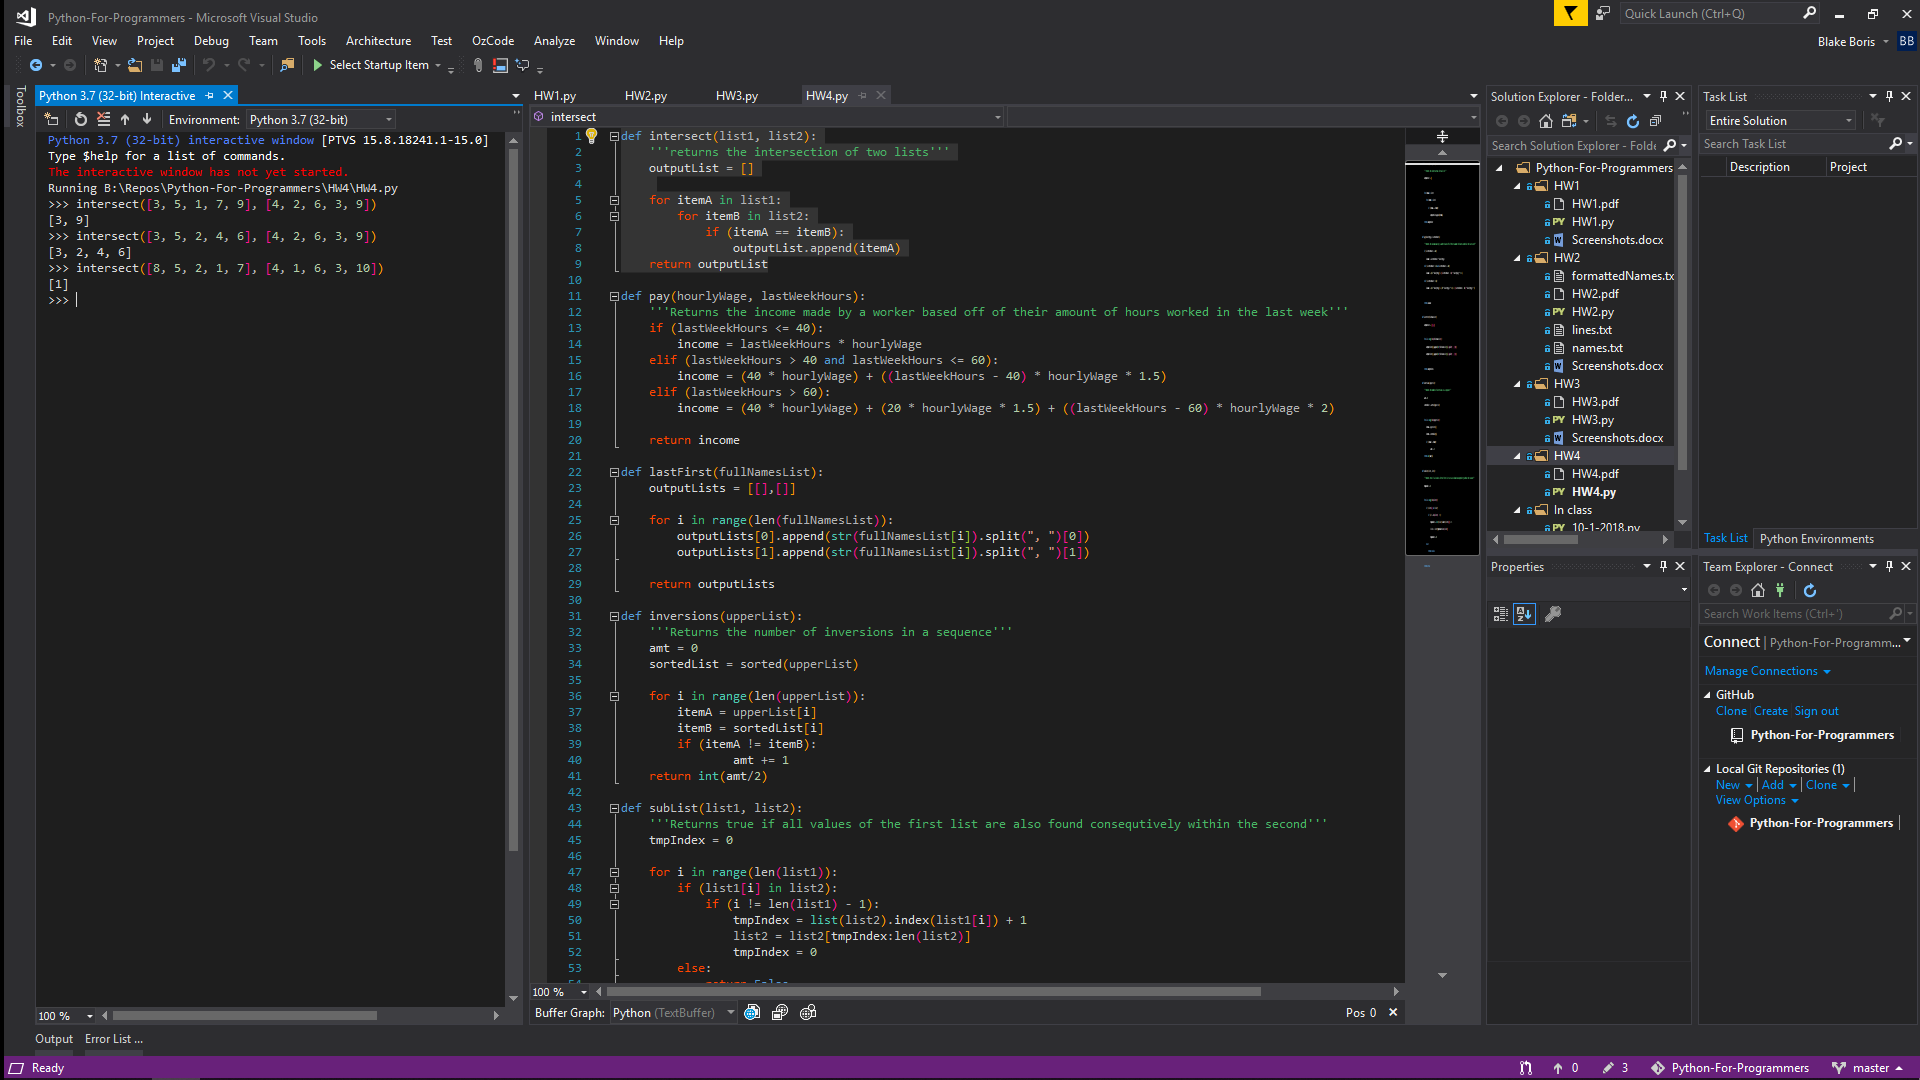 Python-For-Programmers - Microsoft Visual Studio
Quick Launch (Ctrl+Q)
File Edit View Project Debug Team Tools Architecture Test OzCode Analyze Window Help
Blake Boris BB
Select Startup Item
Toolbox
Python 3.7 (32-bit) Interactive
Environment: Python 3.7 (32-bit)
Python 3.7 (32-bit) interactive window [PTVS 15.8.18241.1-15.0]
Type $help for a list of commands.
The interactive window has not yet started.
Running B:\Repos\Python-For-Programmers\HW4\HW4.py
>>> intersect([3, 5, 1, 7, 9], [4, 2, 6, 3, 9])
[3, 9]
>>> intersect([3, 5, 2, 4, 6], [4, 2, 6, 3, 9])
[3, 2, 4, 6]
>>> intersect([8, 5, 2, 1, 7], [4, 1, 6, 3, 10])
[1]
>>>
100 %
HW1.py HW2.py HW3.py HW4.py
intersect
1 def intersect(list1, list2):
2 '''returns the intersection of two lists'''
3 outputList = []
4
5 for itemA in list1:
6 for itemB in list2:
7 if (itemA == itemB):
8 outputList.append(itemA)
9 return outputList
10
11 def pay(hourlyWage, lastWeekHours):
12 '''Returns the income made by a worker based off of their amount of hours worked in the last week'''
13 if (lastWeekHours <= 40):
14 income = lastWeekHours * hourlyWage
15 elif (lastWeekHours > 40 and lastWeekHours <= 60):
16 income = (40 * hourlyWage) + ((lastWeekHours - 40) * hourlyWage * 1.5)
17 elif (lastWeekHours > 60):
18 income = (40 * hourlyWage) + (20 * hourlyWage * 1.5) + ((lastWeekHours - 60) * hourlyWage * 2)
19
20 return income
21
22 def lastFirst(fullNamesList):
23 outputLists = [[],[]]
24
25 for i in range(len(fullNamesList)):
26 outputLists[0].append(str(fullNamesList[i]).split(", ")[0])
27 outputLists[1].append(str(fullNamesList[i]).split(", ")[1])
28
29 return outputLists
30
31 def inversions(upperList):
32 '''Returns the number of inversions in a sequence'''
33 amt = 0
34 sortedList = sorted(upperList)
35
36 for i in range(len(upperList)):
37 itemA = upperList[i]
38 itemB = sortedList[i]
39 if (itemA != itemB):
40 amt += 1
41 return int(amt/2)
42
43 def subList(list1, list2):
44 '''Returns true if all values of the first list are also found consequtively within the second'''
45 tmpIndex = 0
46
47 for i in range(len(list1)):
48 if (list1[i] in list2):
49 if (i != len(list1) - 1):
50 tmpIndex = list(list2).index(list1[i]) + 1
51 list2 = list2[tmpIndex:len(list2)]
52 tmpIndex = 0
53 else:
100 %
Buffer Graph: Python (TextBuffer) Pos 0
Solution Explorer - Folder...
Search Solution Explorer - Folde
Python-For-Programmers
HW1
HW1.pdf
HW1.py
Screenshots.docx
HW2
formattedNames.tx
HW2.pdf
HW2.py
lines.txt
names.txt
Screenshots.docx
HW3
HW3.pdf
HW3.py
Screenshots.docx
HW4
HW4.pdf
HW4.py
In class
10-1-2018.py
Properties
Task List
Entire Solution
Search Task List
Description Project
Task List Python Environments
Team Explorer - Connect
Search Work Items (Ctrl+')
Connect | Python-For-Programm...
Manage Connections
GitHub
Clone Create Sign out
Python-For-Programmers
Local Git Repositories (1)
New Add Clone
View Options
Python-For-Programmers
Output Error List ...
Ready 0 3 Python-For-Programmers master